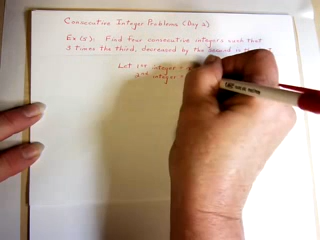 Consecutive Integer Problems (Day 2)
Ex (5): Find four consecutive integers such that
3 times the third, decreased by the second is the
Let 1st integer =
2nd integer =